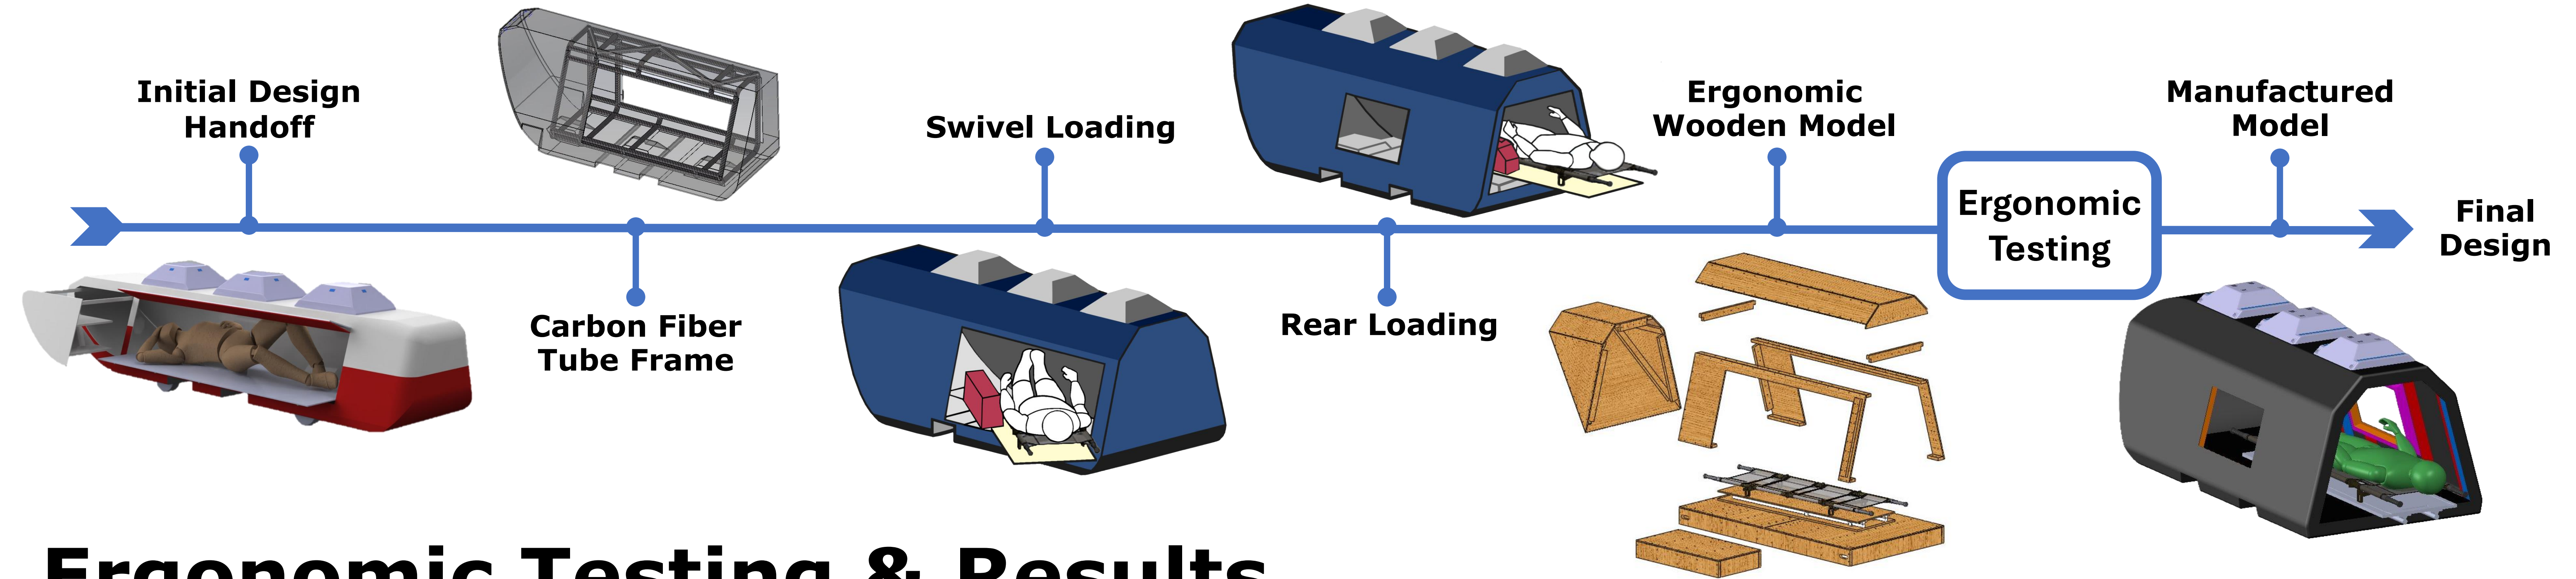 Initial Design
Handoff
Carbon Fiber
Tube Frame
Swivel Loading
Rear Loading
Ergonomic
Wooden Model
Ergonomic
Testing
Manufactured
Model
Final
Design
Ergonomic Testing & Results